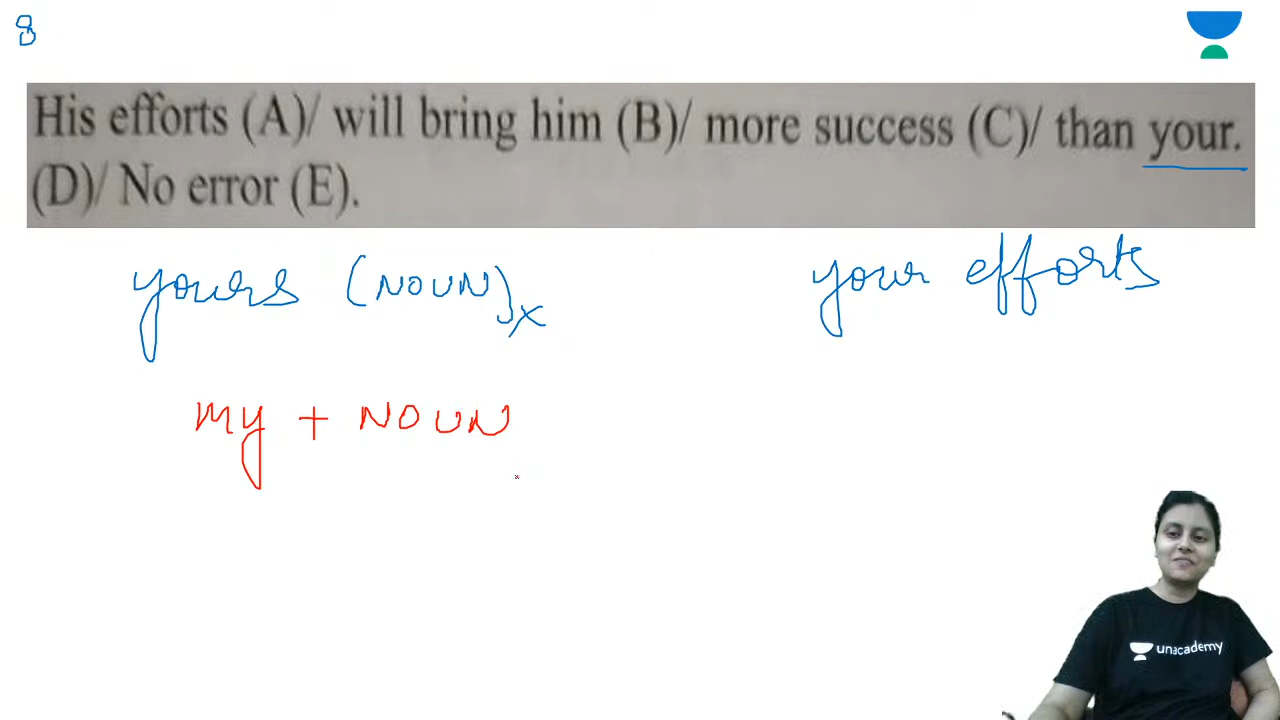 8
His efforts (A)/ will bring him (B)/ more success (C)/ than your.
(D)/ No error (E).
yours (NOUN)x
your efforts
my + NOUN
unacademy